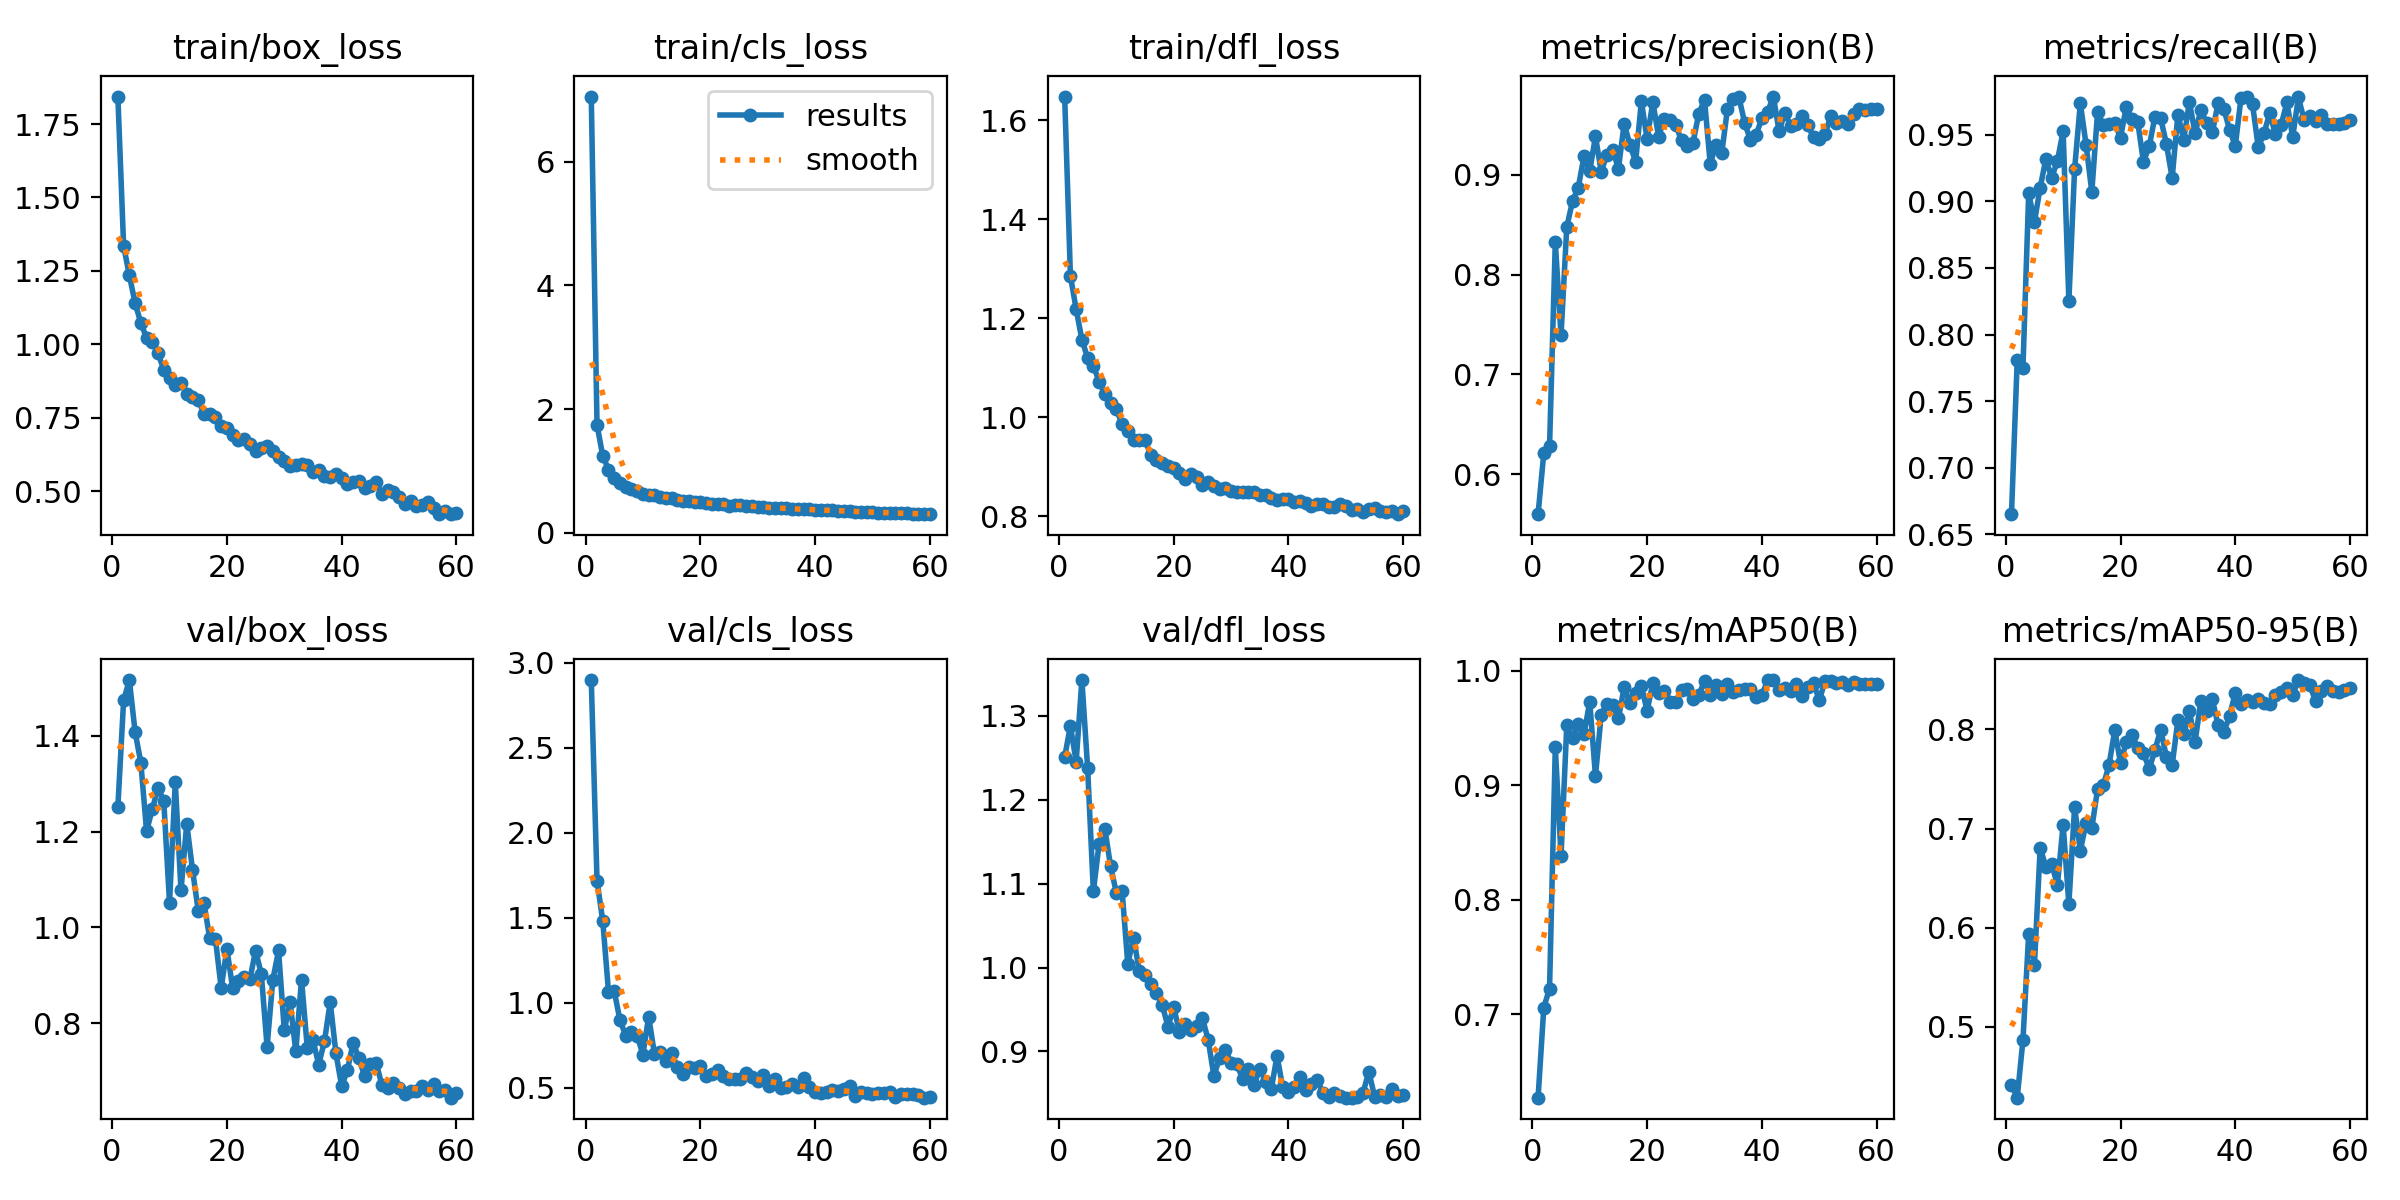 train/box_loss
1.75
1.50
1.25
1.00
0.75
0.50
0 20 40 60
train/cls_loss
results
smooth
6
4
2
0
0 20 40 60
train/dfl_loss
1.6
1.4
1.2
1.0
0.8
0 20 40 60
metrics/precision(B)
0.9
0.8
0.7
0.6
0 20 40 60
metrics/recall(B)
0.95
0.90
0.85
0.80
0.75
0.70
0.65
0 20 40 60
val/box_loss
1.4
1.2
1.0
0.8
0 20 40 60
val/cls_loss
3.0
2.5
2.0
1.5
1.0
0.5
0 20 40 60
val/dfl_loss
1.3
1.2
1.1
1.0
0.9
0 20 40 60
metrics/mAP50(B)
1.0
0.9
0.8
0.7
0 20 40 60
metrics/mAP50-95(B)
0.8
0.7
0.6
0.5
0 20 40 60